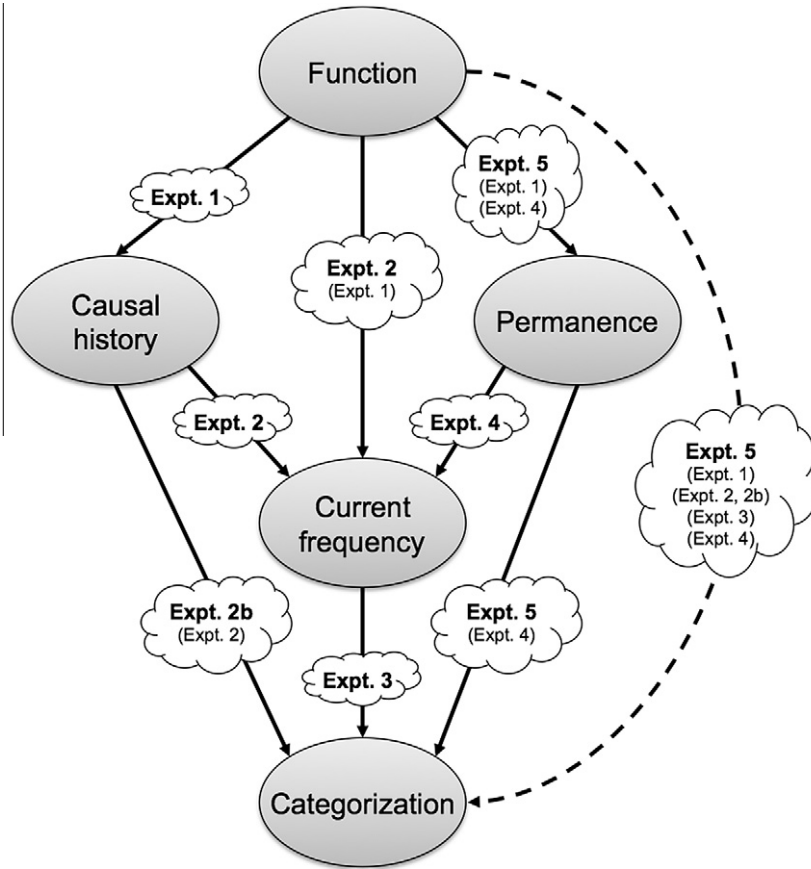 Function
Expt. 5
(Expt. 1)
(Expt. 4)
Expt. 1
Expt. 2
(Expt. 1)
Causal
history
Permanence
Expt. 2
Expt. 4
Expt. 5
(Expt. 1)
(Expt. 2, 2b)
(Expt. 3)
(Expt. 4)
Current
frequency
Expt. 2b
(Expt. 2)
Expt. 5
(Expt. 4)
Expt. 3
Categorization